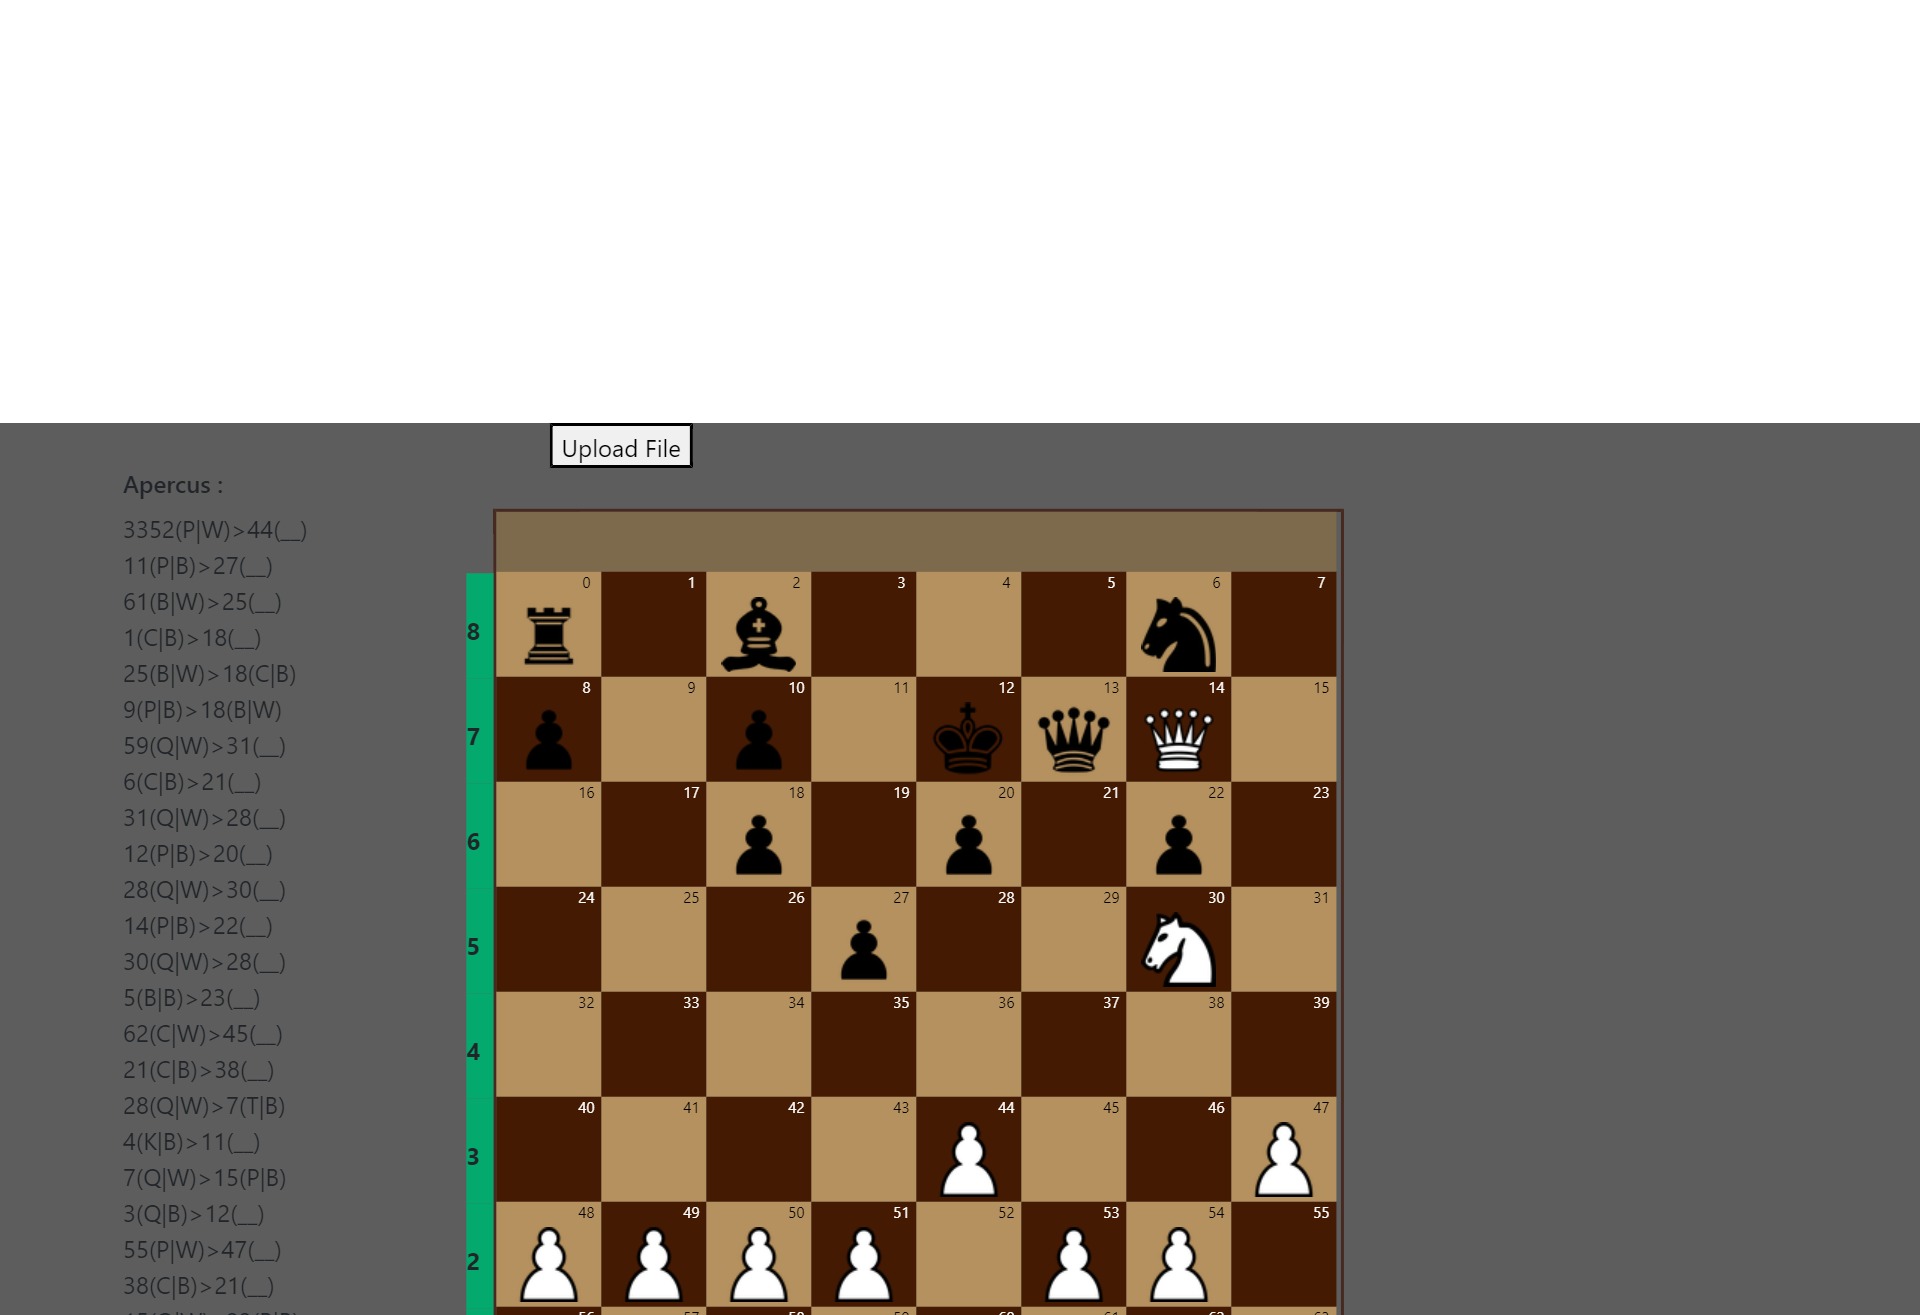 Upload File
Apercus :
3352(P|W)>44(__)
11(P|B)>27(__)
61(B|W)>25(__)
1(C|B)>18(__)
25(B|W)>18(C|B)
9(P|B)>18(B|W)
59(Q|W)>31(__)
6(C|B)>21(__)
31(Q|W)>28(__)
12(P|B)>20(__)
28(Q|W)>30(__)
14(P|B)>22(__)
30(Q|W)>28(__)
5(B|B)>23(__)
62(C|W)>45(__)
21(C|B)>38(__)
28(Q|W)>7(T|B)
4(K|B)>11(__)
7(Q|W)>15(P|B)
3(Q|B)>12(__)
55(P|W)>47(__)
38(C|B)>21(__)
0 1 2 3 4 5 6 7
8
8 9 10 11 12 13 14 15
7
16 17 18 19 20 21 22 23
6
24 25 26 27 28 29 30 31
5
32 33 34 35 36 37 38 39
4
40 41 42 43 44 45 46 47
3
48 49 50 51 52 53 54 55
2